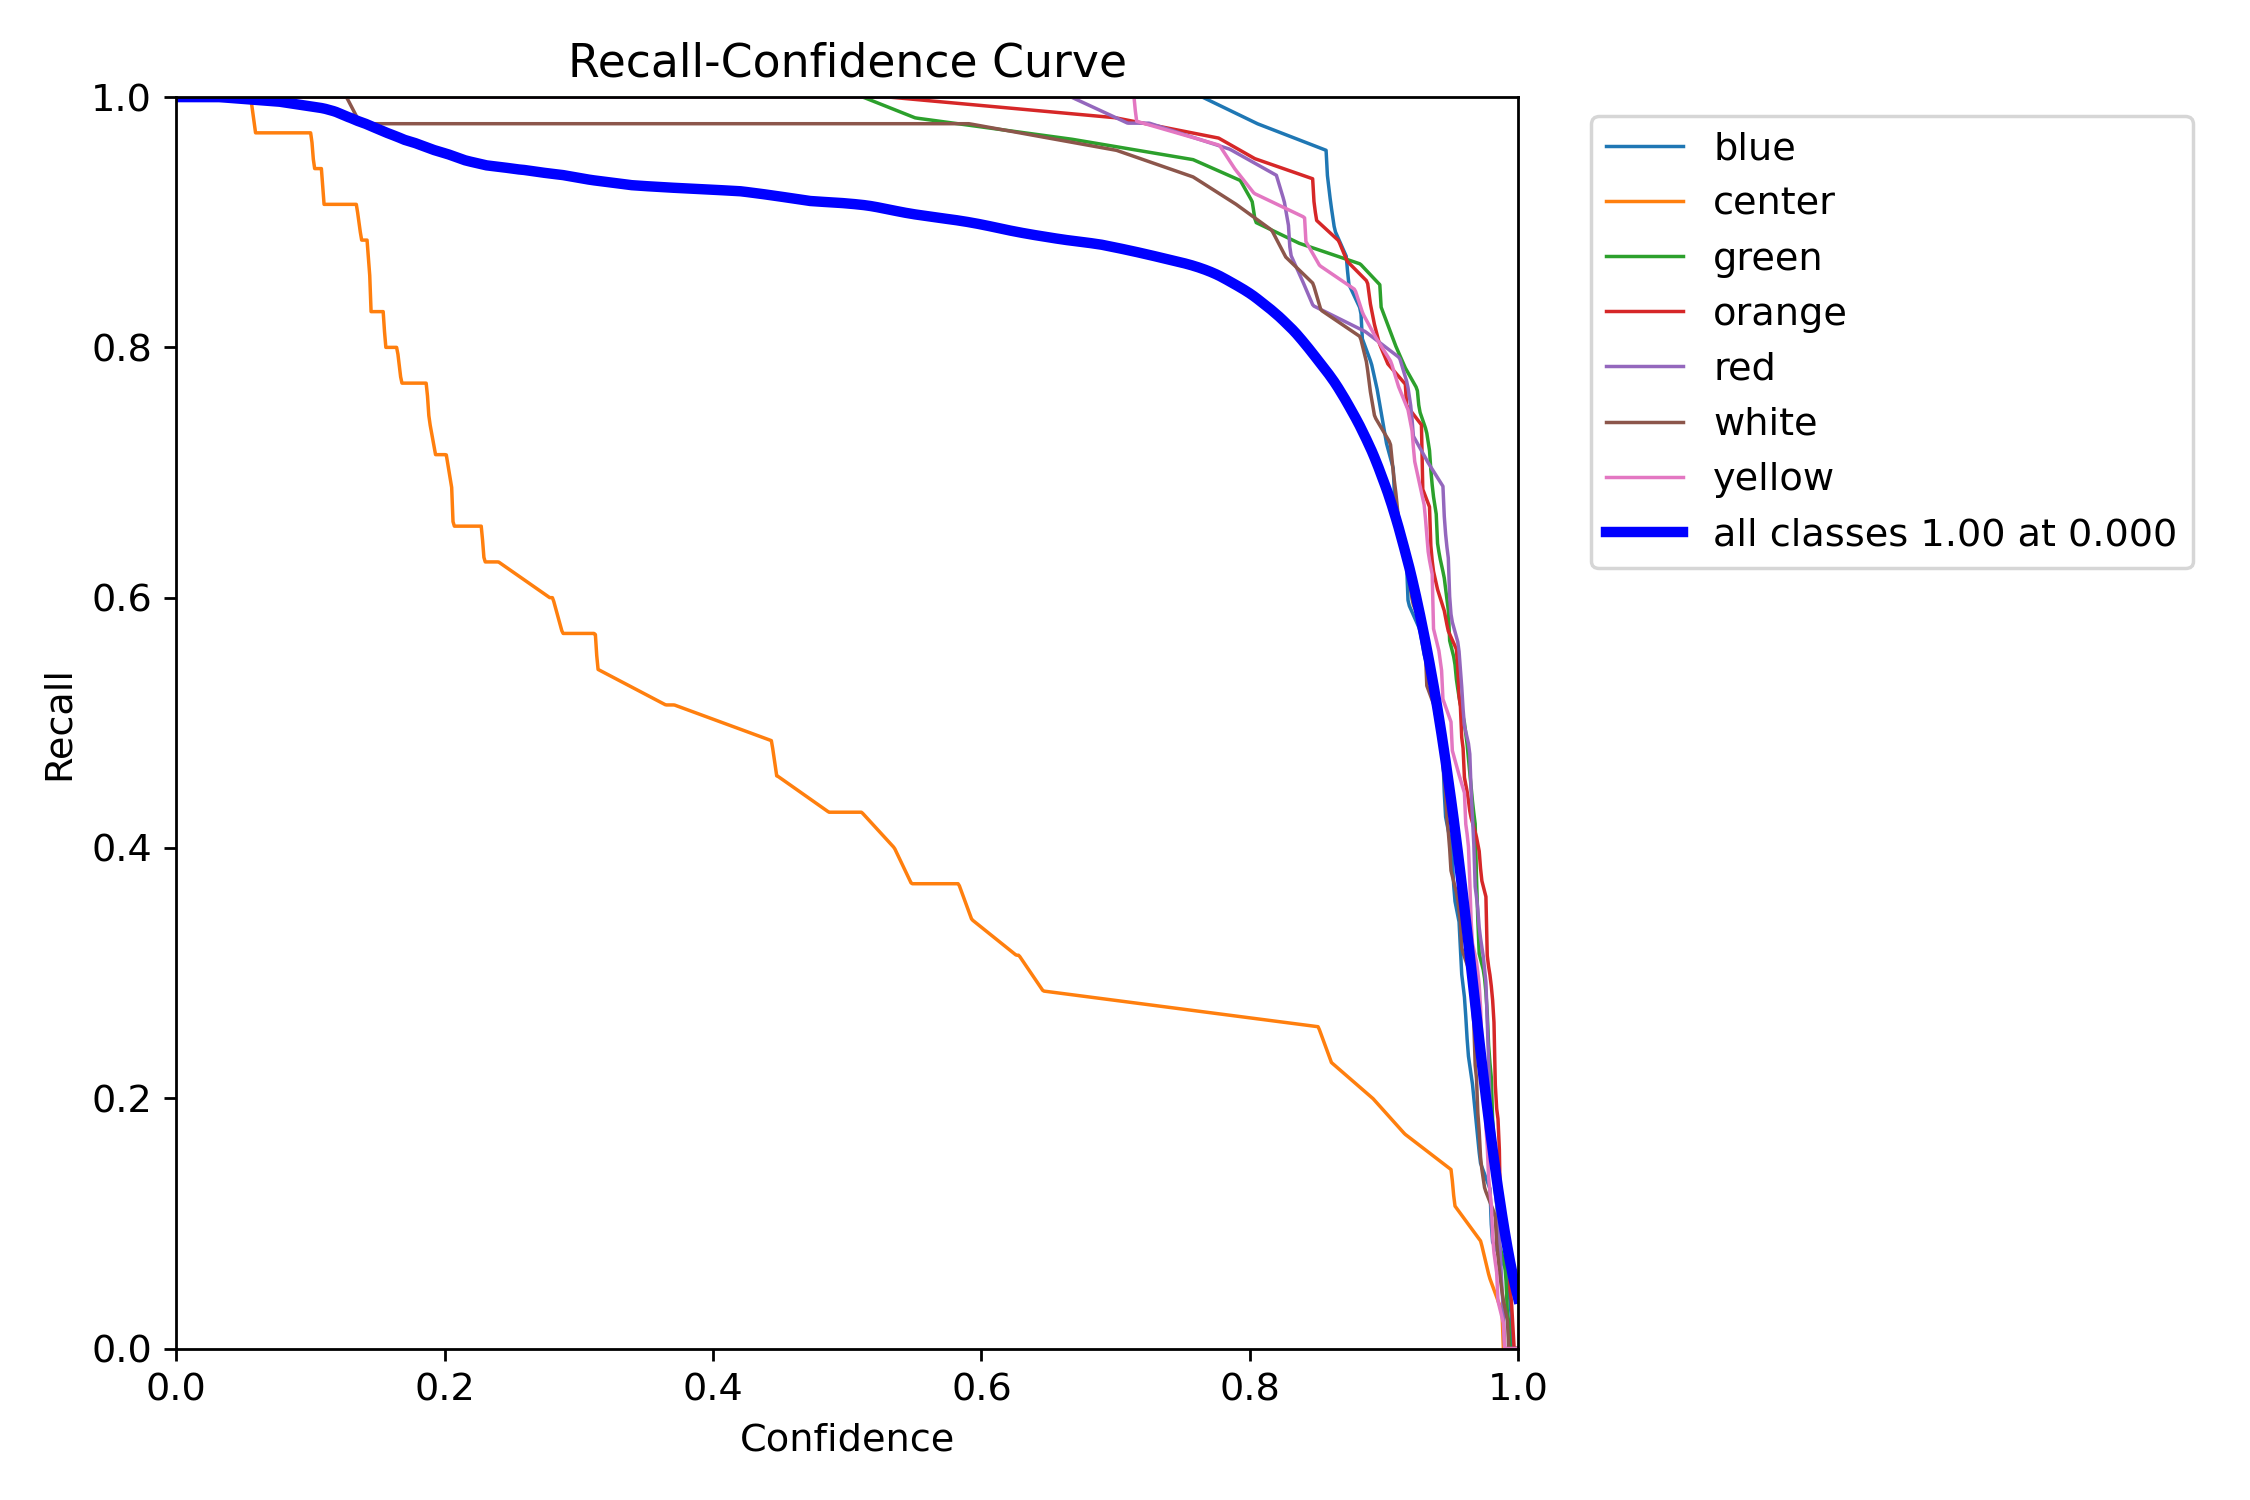 Recall-Confidence Curve
1.0
0.8
0.6
0.4
0.2
0.0
Recall
0.0 0.2 0.4 0.6 0.8 1.0
Confidence
blue
center
green
orange
red
white
yellow
all classes 1.00 at 0.000